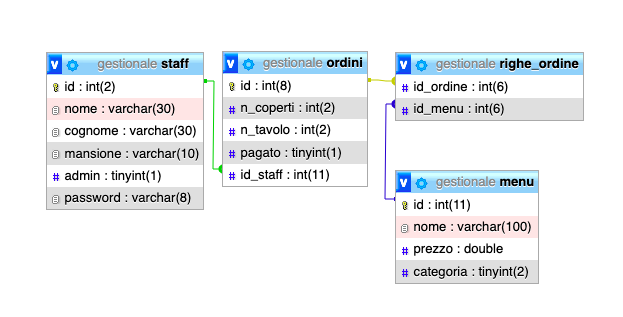 V gestionale staff
id : int(2)
nome : varchar(30)
cognome : varchar(30)
mansione : varchar(10)
# admin : tinyint(1)
password : varchar(8)
V gestionale ordini
id : int(8)
# n_coperti : int(2)
# n_tavolo : int(2)
# pagato : tinyint(1)
# id_staff : int(11)
V gestionale righe_ordine
# id_ordine : int(6)
# id_menu : int(6)
V gestionale menu
id : int(11)
nome : varchar(100)
# prezzo : double
# categoria : tinyint(2)